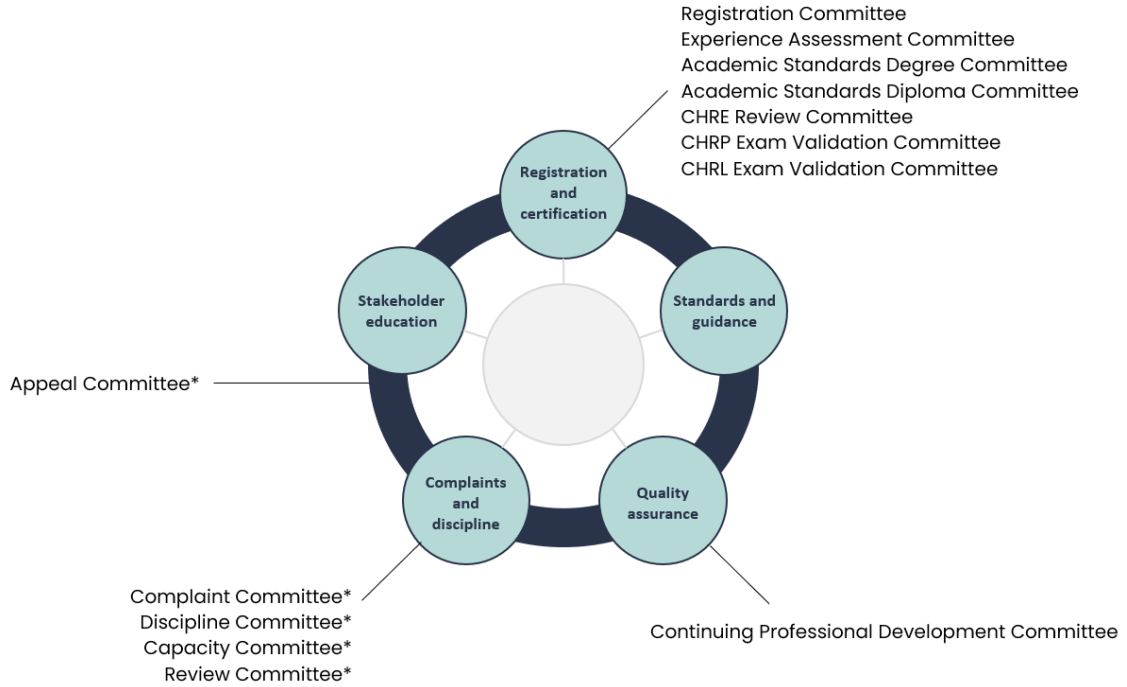 Registration Committee
Experience Assessment Committee
Academic Standards Degree Committee
Academic Standards Diploma Committee
CHRE Review Committee
CHRP Exam Validation Committee
CHRL Exam Validation Committee
Registration
and
certification
Stakeholder
education
Standards and
guidance
Appeal Committee*
Complaints
and
discipline
Quality
assurance
Complaint Committee*
Discipline Committee*
Capacity Committee*
Review Committee*
Continuing Professional Development Committee